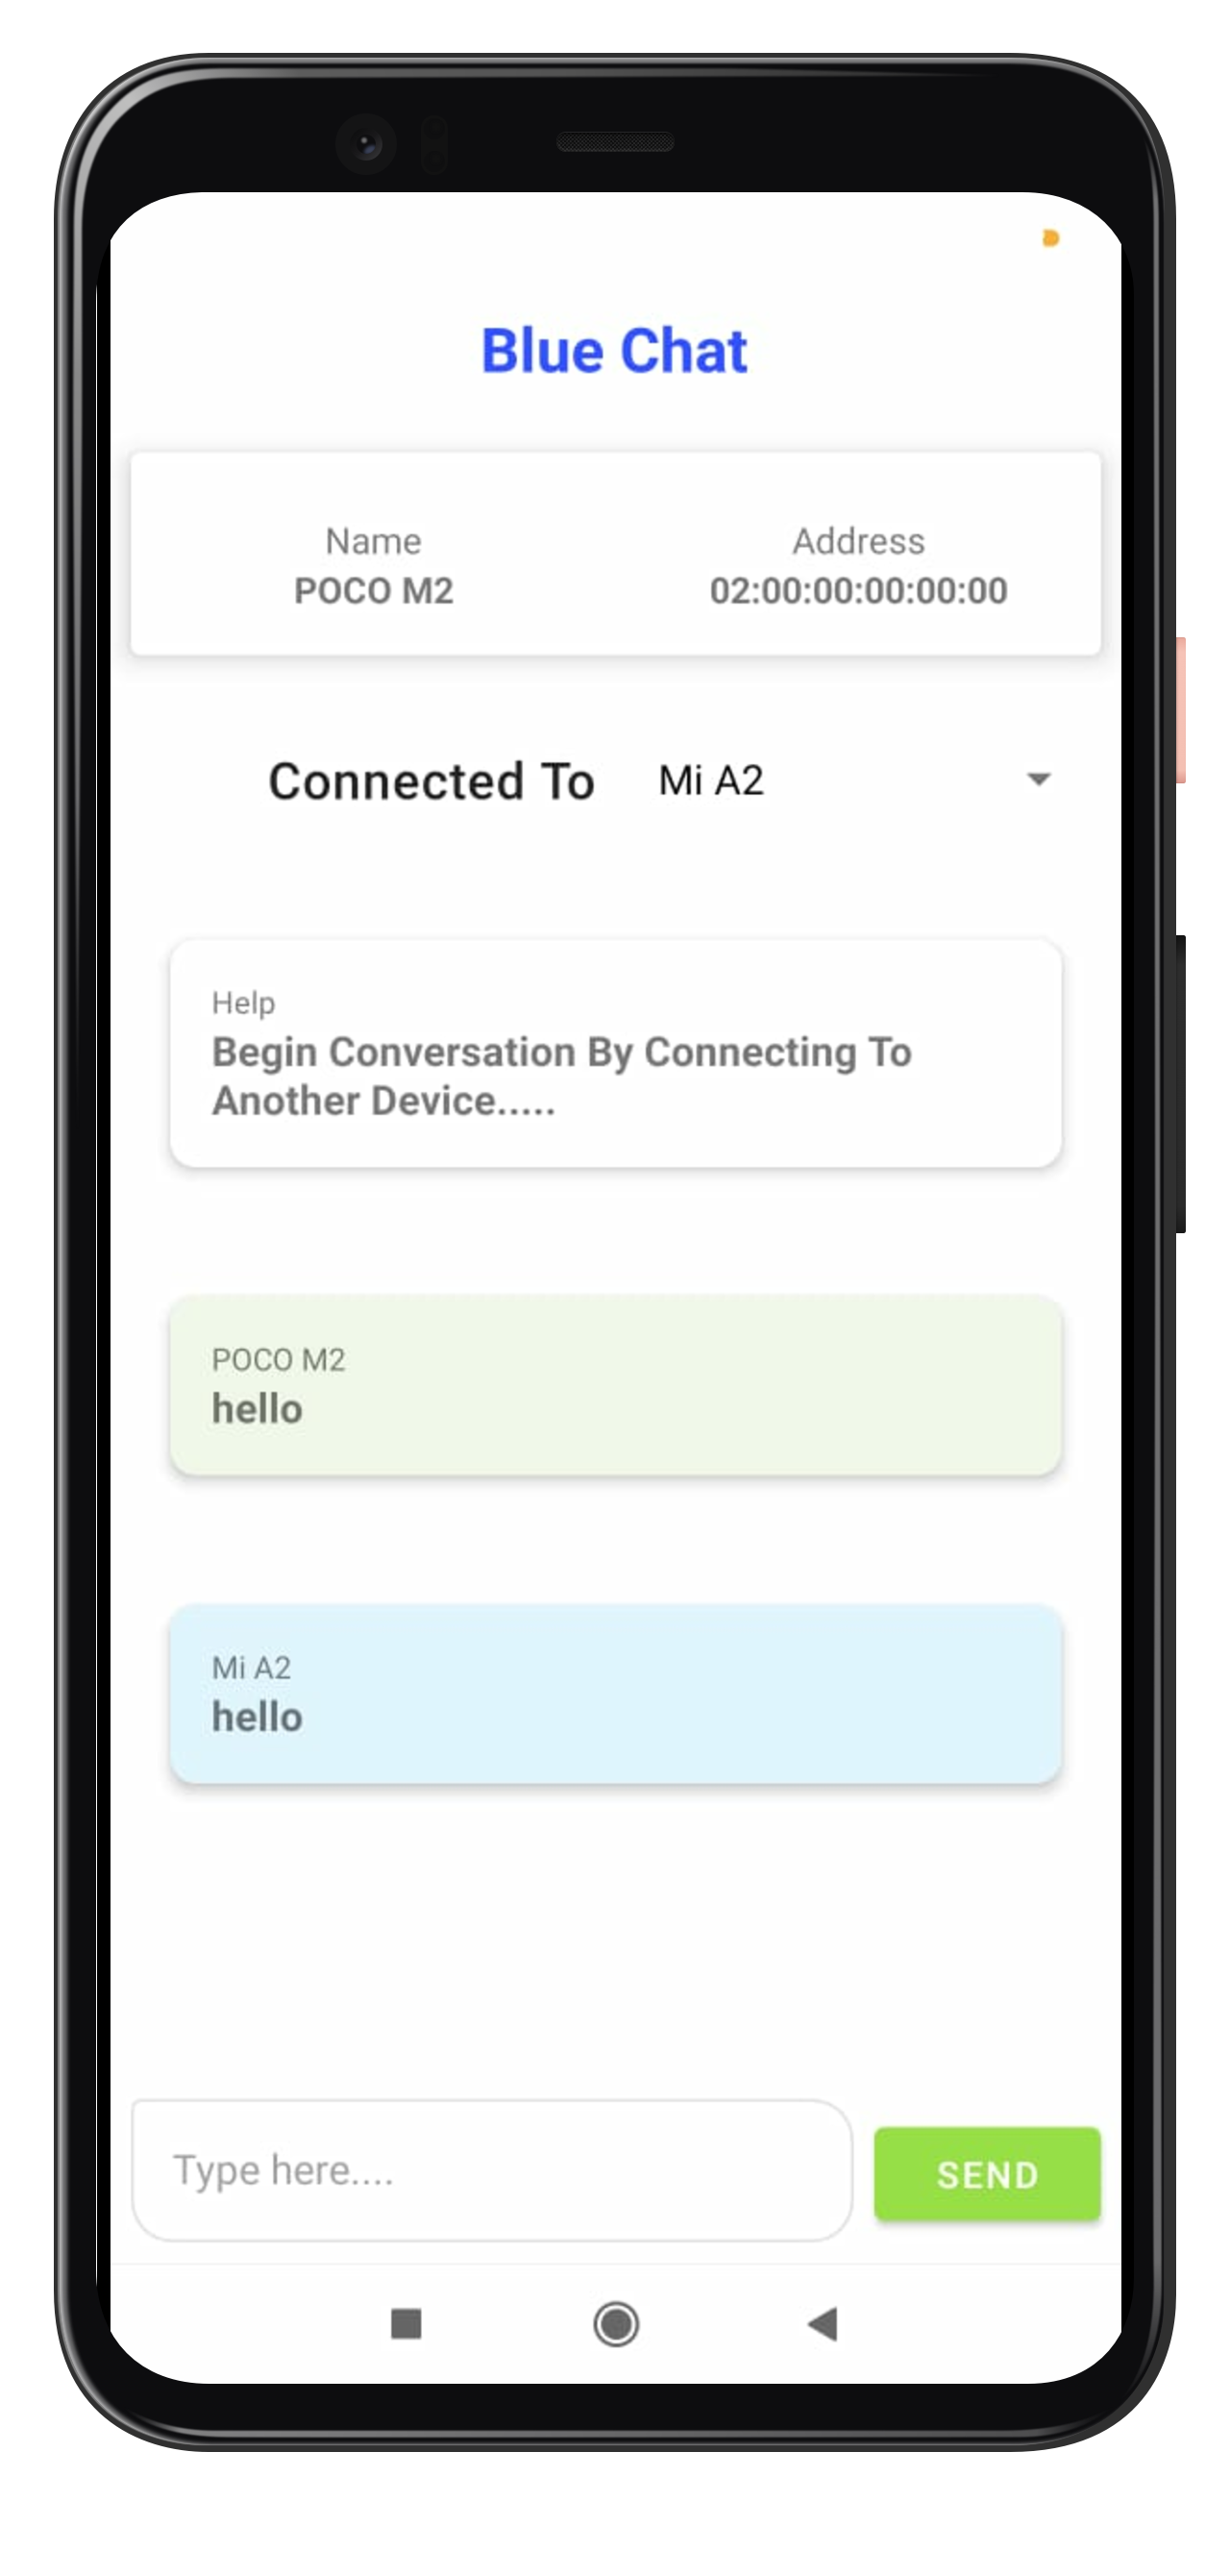 Blue Chat
Name
Address
POCO M2
02:00:00:00:00:00
Connected To
Mi A2
Help
Begin Conversation By Connecting To
Another Device.....
POCO M2
hello
Mi A2
hello
Type here....
SEND